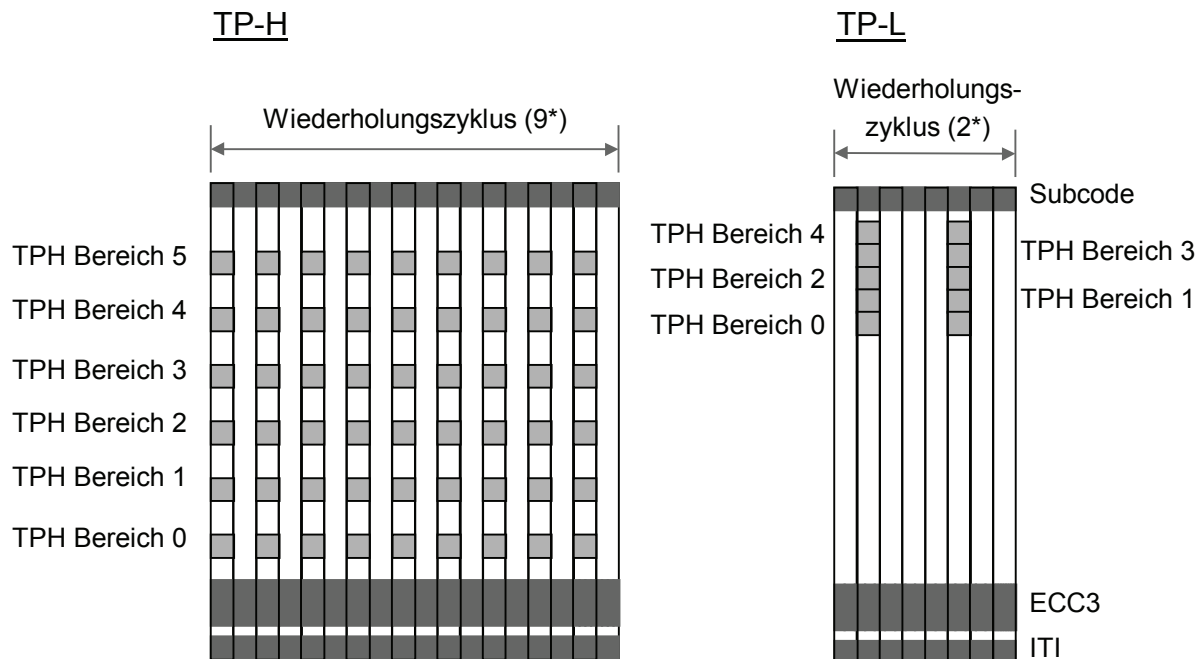 TP-H
TP-L
Wiederholungszyklus (9*)
Wiederholungs-
zyklus (2*)
Subcode
TPH Bereich 5
TPH Bereich 4
TPH Bereich 3
TPH Bereich 2
TPH Bereich 1
TPH Bereich 0
TPH Bereich 4
TPH Bereich 3
TPH Bereich 2
TPH Bereich 1
TPH Bereich 0
ECC3
ITI